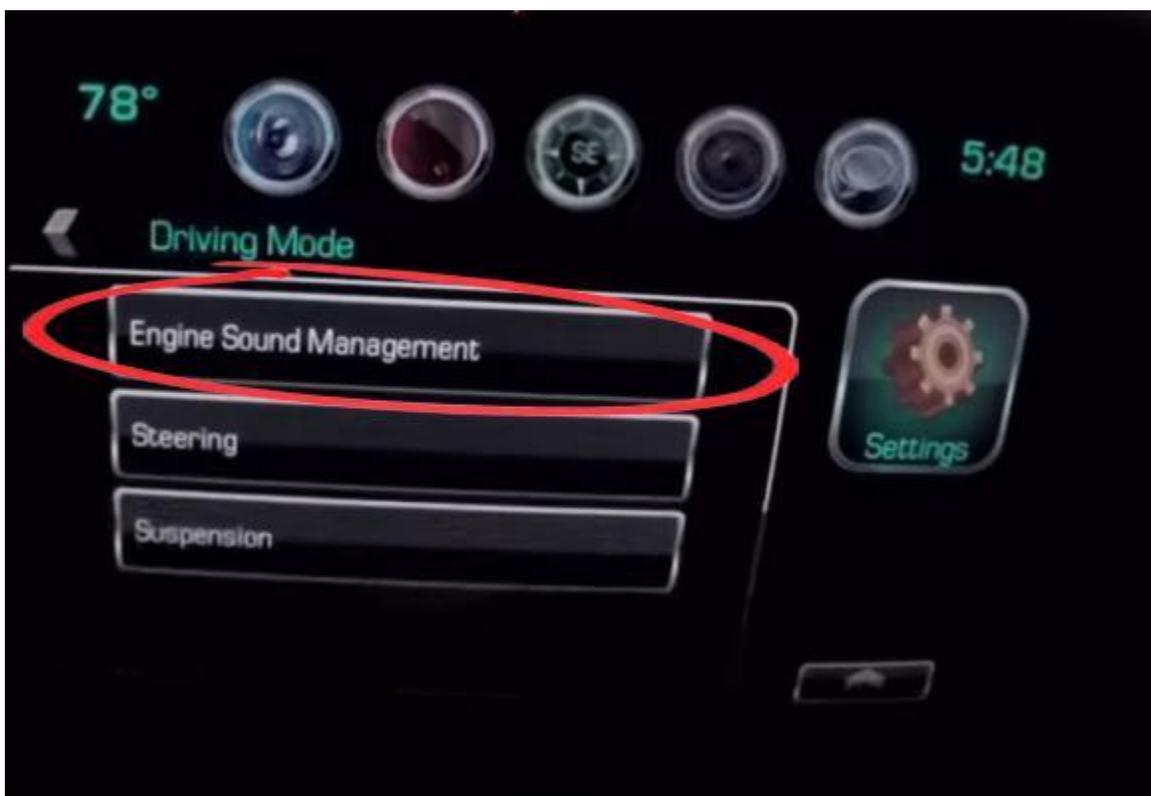 78°
SE
5:48
Driving Mode
Engine Sound Management
Steering
Suspension
Settings